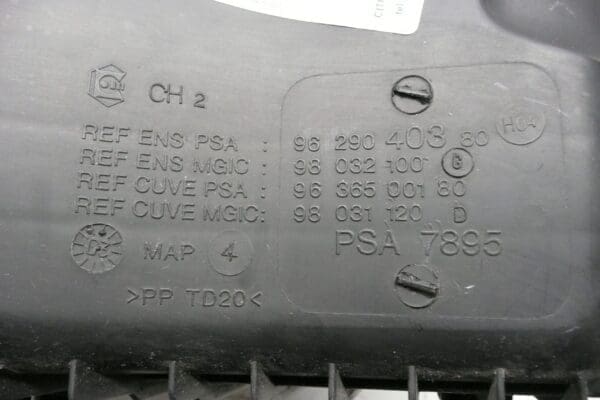 CH 2
H04
REF ENS PSA : 96 290 403 80
REF ENS MGIC : 98 032 100 G
REF CUVE PSA : 96 365 001 80
REF CUVE MGIC: 98 031 120 D
PSA 7895
MAP 4
>PP TD20<